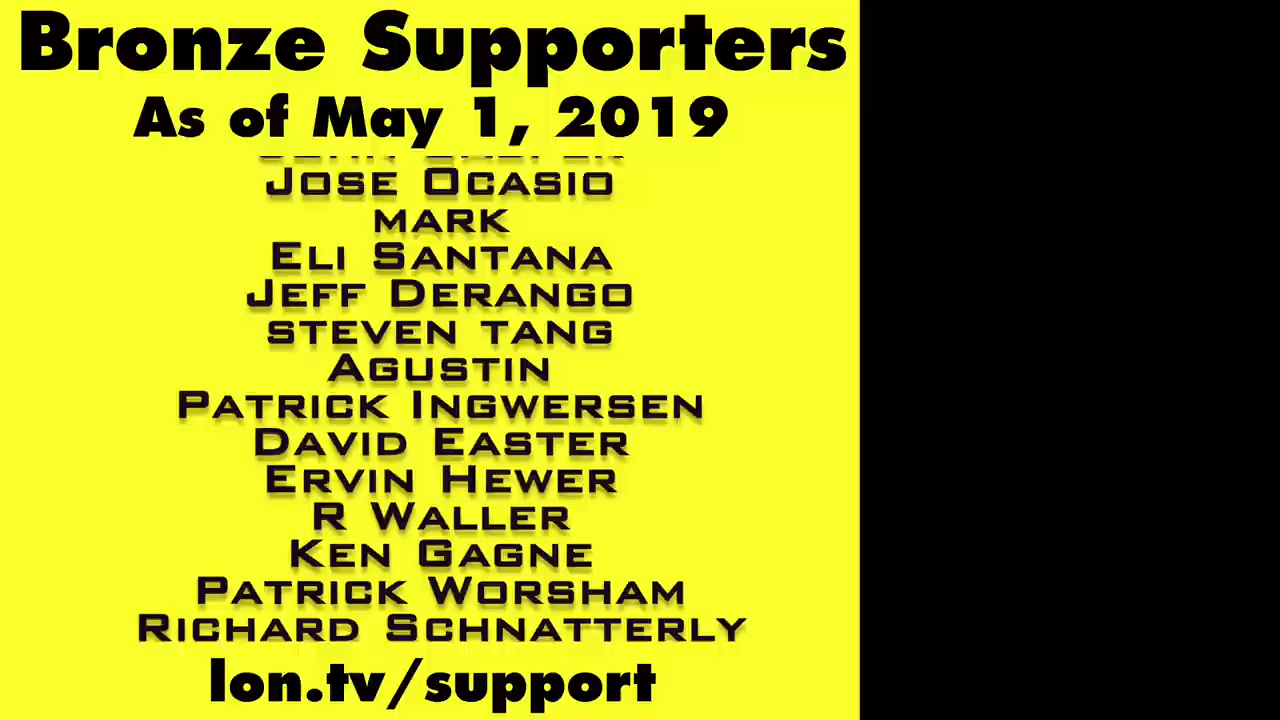 Bronze Supporters
As of May 1, 2019
Jose Ocasio
mark
Eli Santana
Jeff Derango
steven tang
Agustin
Patrick Ingwersen
David Easter
Ervin Hewer
R Waller
Ken Gagne
Patrick Worsham
Richard Schnatterly
lon.tv/support